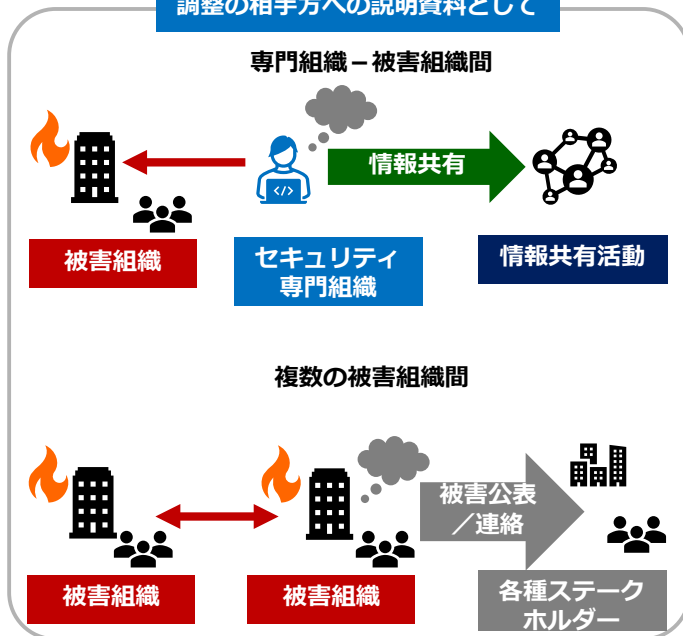 調整の相手方への説明資料として
専門組織－被害組織間
情報共有
</>
被害組織
セキュリティ
専門組織
情報共有活動
複数の被害組織間
被害公表
／連絡
被害組織
被害組織
各種ステーク
ホルダー